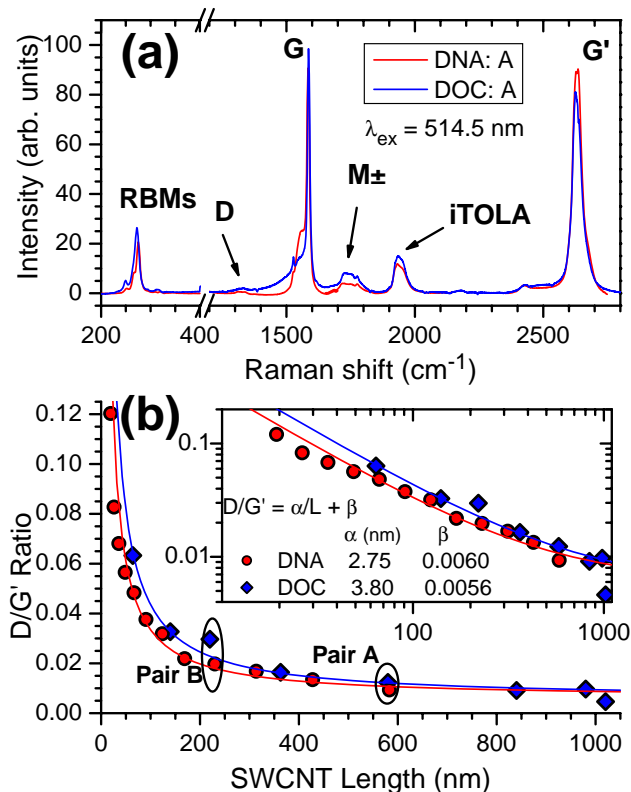 (a)
G
G'
DNA: A
DOC: A
λex = 514.5 nm
RBMs
D
M±
iTOLA
Intensity (arb. units)
100
80
60
40
20
0
200
400
1500
2000
2500
Raman shift (cm-1)
(b)
D/G' Ratio
0.12
0.10
0.08
0.06
0.04
0.02
0.00
0.1
0.01
D/G' = α/L + β
α (nm) β
DNA 2.75 0.0060
DOC 3.80 0.0056
100
1000
Pair B
Pair A
0
200
400
600
800
1000
SWCNT Length (nm)